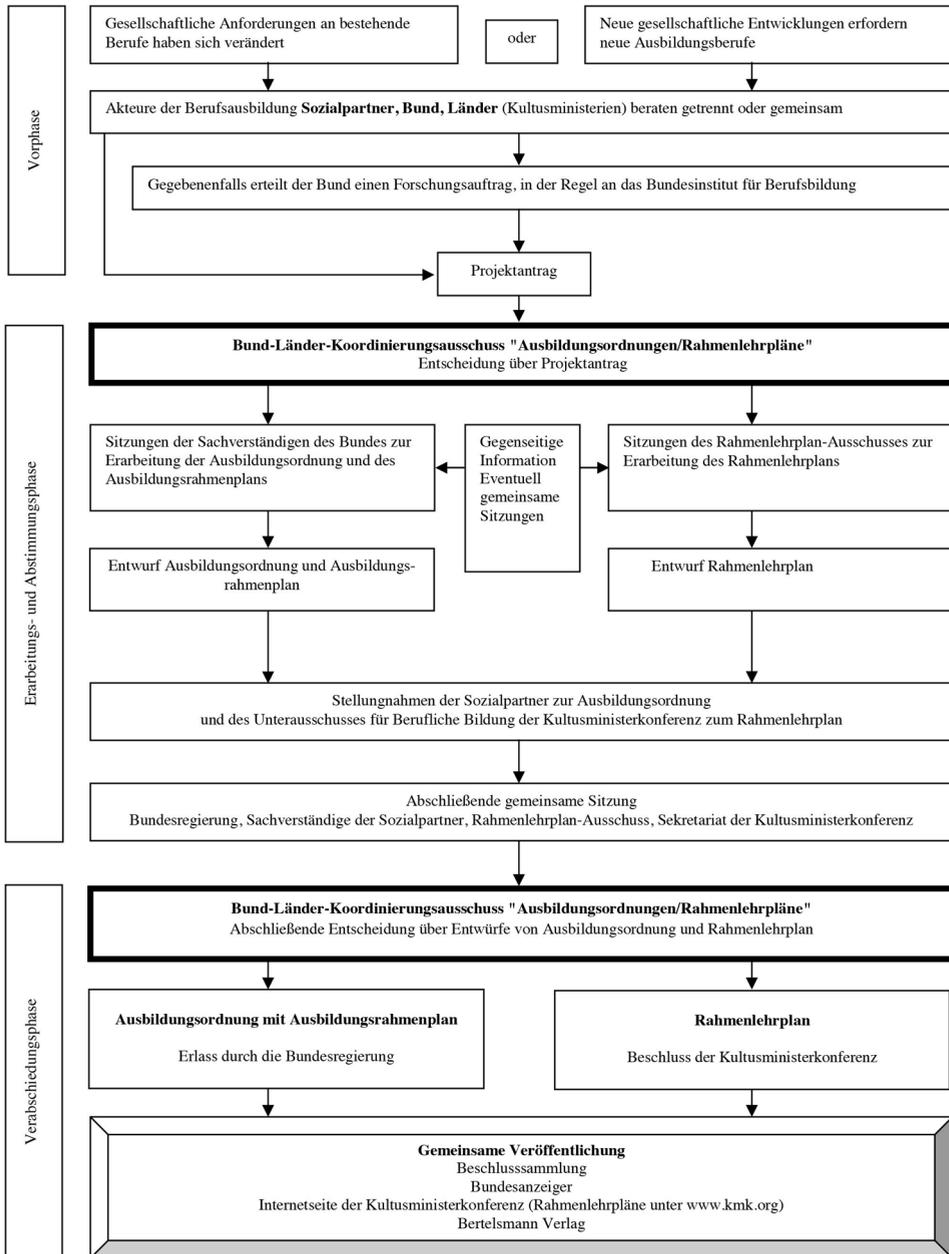 Vorphase
Gesellschaftliche Anforderungen an bestehende
Berufe haben sich verändert
oder
Neue gesellschaftliche Entwicklungen erfordern
neue Ausbildungsberufe
Akteure der Berufsausbildung Sozialpartner, Bund, Länder (Kultusministerien) beraten getrennt oder gemeinsam
Gegebenenfalls erteilt der Bund einen Forschungsauftrag, in der Regel an das Bundesinstitut für Berufsbildung
Projektantrag
Erarbeitungs- und Abstimmungsphase
Bund-Länder-Koordinierungsausschuss "Ausbildungsordnungen/Rahmenlehrpläne"
Entscheidung über Projektantrag
Sitzungen der Sachverständigen des Bundes zur
Erarbeitung der Ausbildungsordnung und des
Ausbildungsrahmenplans
Gegenseitige
Information
Eventuell
gemeinsame
Sitzungen
Sitzungen des Rahmenlehrplan-Ausschusses zur
Erarbeitung des Rahmenlehrplans
Entwurf Ausbildungsordnung und Ausbildungs-
rahmenplan
Entwurf Rahmenlehrplan
Stellungnahmen der Sozialpartner zur Ausbildungsordnung
und des Unterausschusses für Berufliche Bildung der Kultusministerkonferenz zum Rahmenlehrplan
Abschließende gemeinsame Sitzung
Bundesregierung, Sachverständige der Sozialpartner, Rahmenlehrplan-Ausschuss, Sekretariat der Kultusministerkonferenz
Verabschiedungsphase
Bund-Länder-Koordinierungsausschuss "Ausbildungsordnungen/Rahmenlehrpläne"
Abschließende Entscheidung über Entwürfe von Ausbildungsordnung und Rahmenlehrplan
Ausbildungsordnung mit Ausbildungsrahmenplan
Erlass durch die Bundesregierung
Rahmenlehrplan
Beschluss der Kultusministerkonferenz
Gemeinsame Veröffentlichung
Beschlusssammlung
Bundesanzeiger
Internetseite der Kultusministerkonferenz (Rahmenlehrpläne unter www.kmk.org)
Bertelsmann Verlag